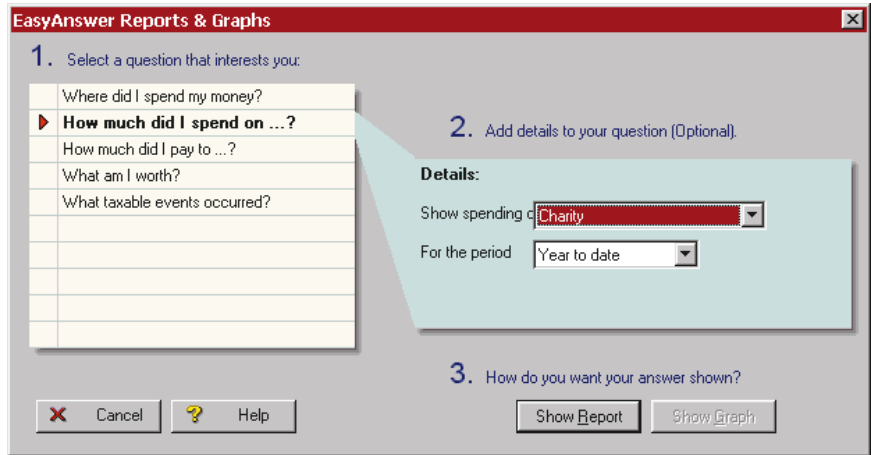 EasyAnswer Reports & Graphs
1. Select a question that interests you:
Where did I spend my money?
How much did I spend on ...?
How much did I pay to ...?
What am I worth?
What taxable events occurred?
2. Add details to your question (Optional).
Details:
Show spending Charity
For the period Year to date
3. How do you want your answer shown?
Cancel Help Show Report Show Graph